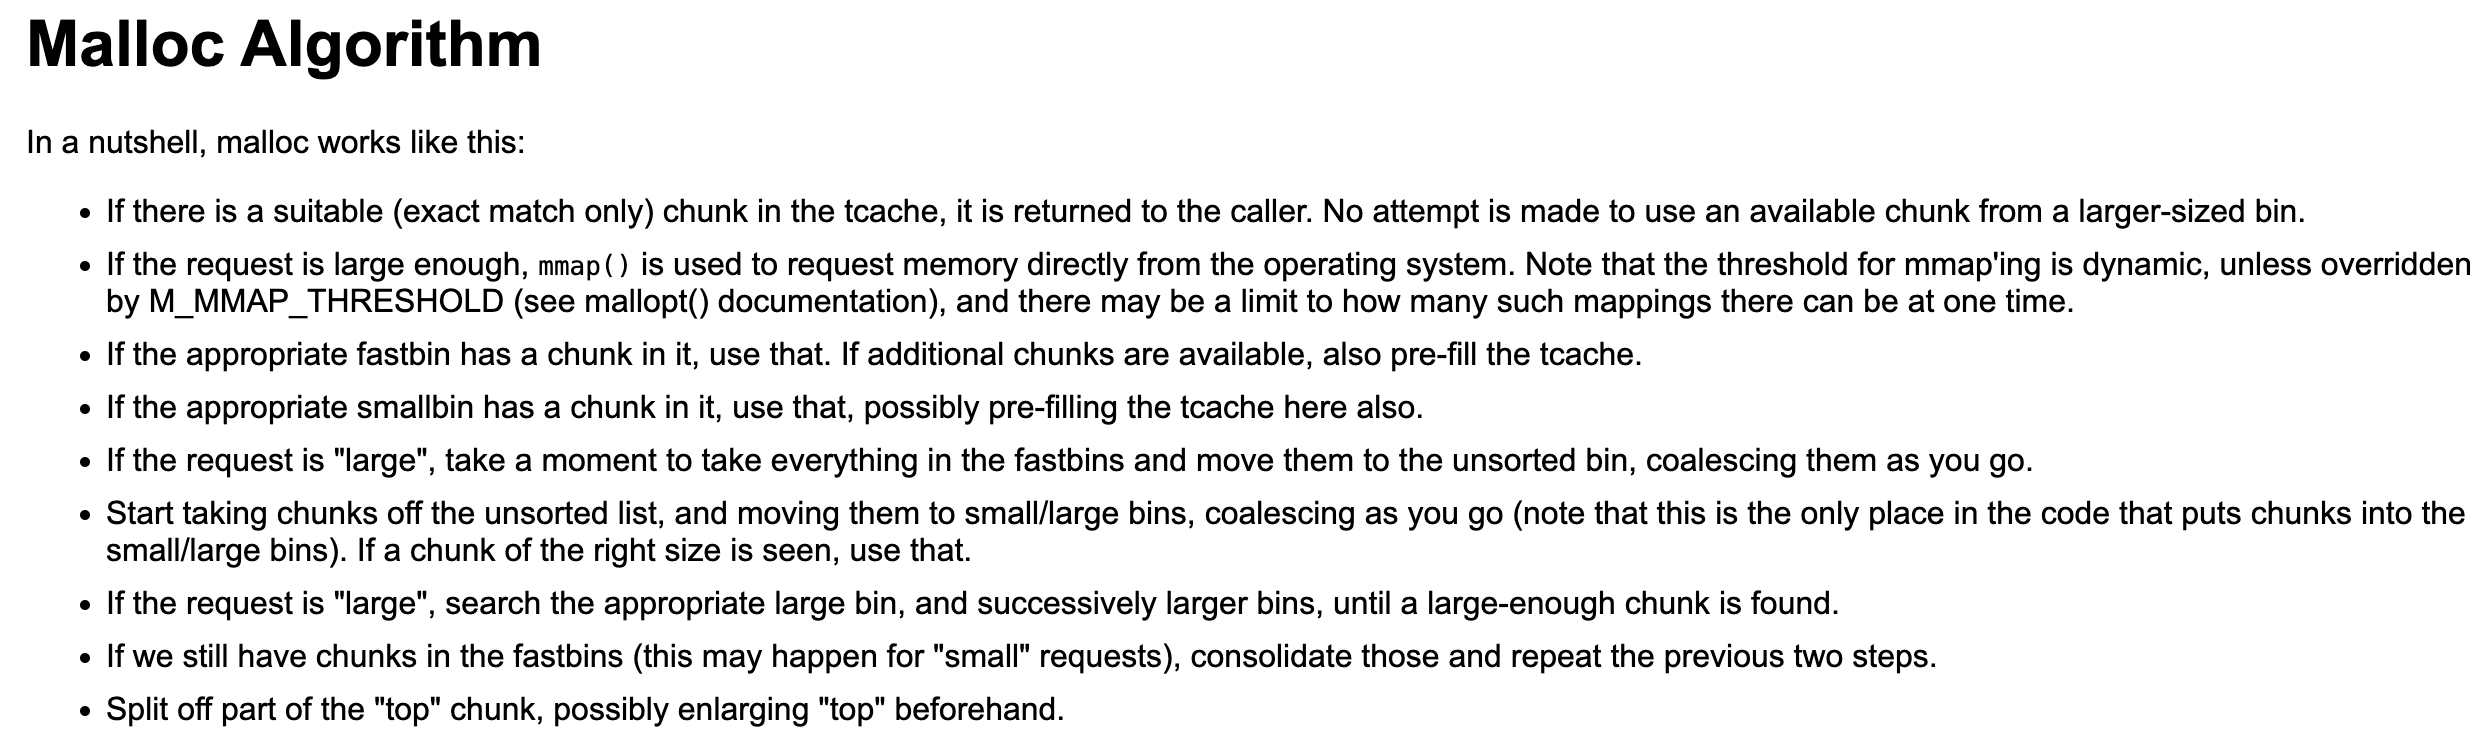 Malloc Algorithm
In a nutshell, malloc works like this:
• If there is a suitable (exact match only) chunk in the tcache, it is returned to the caller. No attempt is made to use an available chunk from a larger-sized bin.
• If the request is large enough, mmap() is used to request memory directly from the operating system. Note that the threshold for mmap'ing is dynamic, unless overridden
by M_MMAP_THRESHOLD (see mallopt() documentation), and there may be a limit to how many such mappings there can be at one time.
• If the appropriate fastbin has a chunk in it, use that. If additional chunks are available, also pre-fill the tcache.
• If the appropriate smallbin has a chunk in it, use that, possibly pre-filling the tcache here also.
• If the request is "large", take a moment to take everything in the fastbins and move them to the unsorted bin, coalescing them as you go.
• Start taking chunks off the unsorted list, and moving them to small/large bins, coalescing as you go (note that this is the only place in the code that puts chunks into the
small/large bins). If a chunk of the right size is seen, use that.
• If the request is "large", search the appropriate large bin, and successively larger bins, until a large-enough chunk is found.
• If we still have chunks in the fastbins (this may happen for "small" requests), consolidate those and repeat the previous two steps.
• Split off part of the "top" chunk, possibly enlarging "top" beforehand.